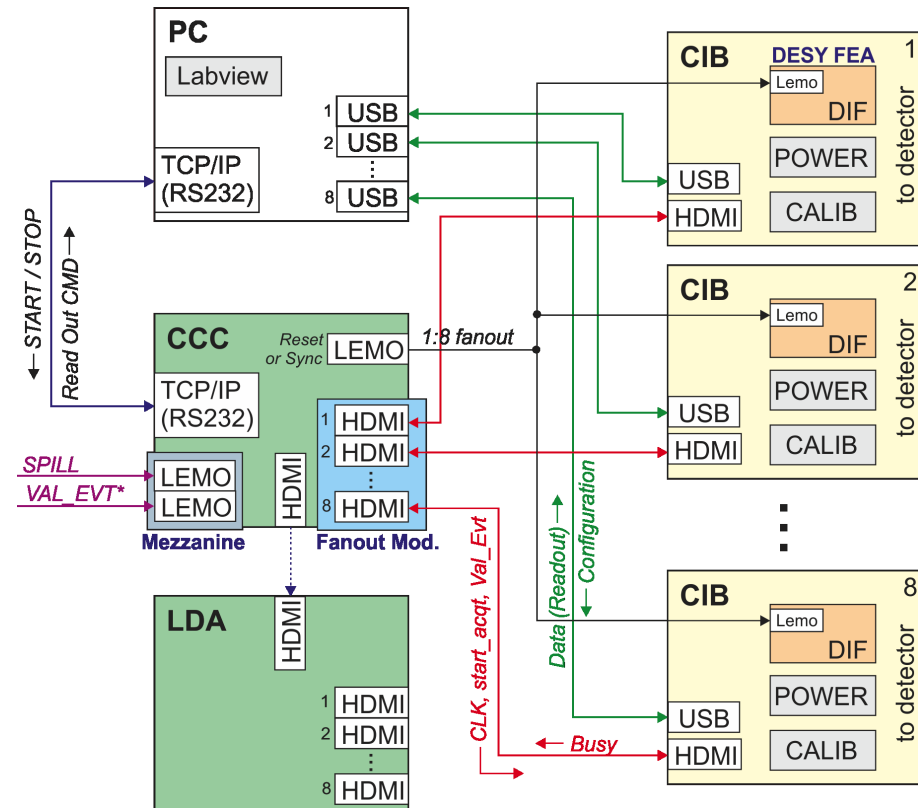 PC
Labview
1 USB
2 USB
⋮
8 USB
TCP/IP
(RS232)
START / STOP
Read Out CMD
CCC
Reset
or Sync
LEMO
1:8 fanout
TCP/IP
(RS232)
1 HDMI
2 HDMI
⋮
8 HDMI
HDMI
SPILL
LEMO
VAL_EVT*
LEMO
Mezzanine
Fanout Mod.
LDA
HDMI
1 HDMI
2 HDMI
⋮
8 HDMI
CLK, start_acqt, Val_Evt
Data (Readout)
Configuration
Busy
CIB
1
DESY FEA
Lemo
DIF
POWER
CALIB
USB
HDMI
to detector
CIB
2
Lemo
DIF
POWER
CALIB
USB
HDMI
to detector
⋮
CIB
8
Lemo
DIF
POWER
CALIB
USB
HDMI
to detector